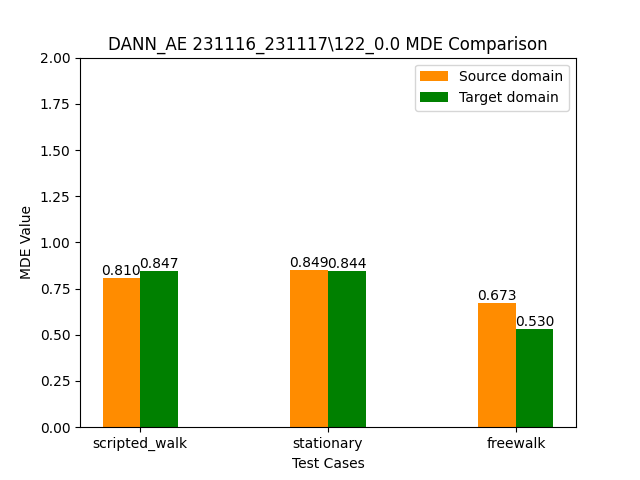 DANN_AE 231116_231117\122_0.0 MDE Comparison
Source domain
Target domain
2.00
1.75
1.50
1.25
1.00
0.75
0.50
0.25
0.00
MDE Value
0.810
0.847
0.849
0.844
0.673
0.530
scripted_walk
stationary
freewalk
Test Cases